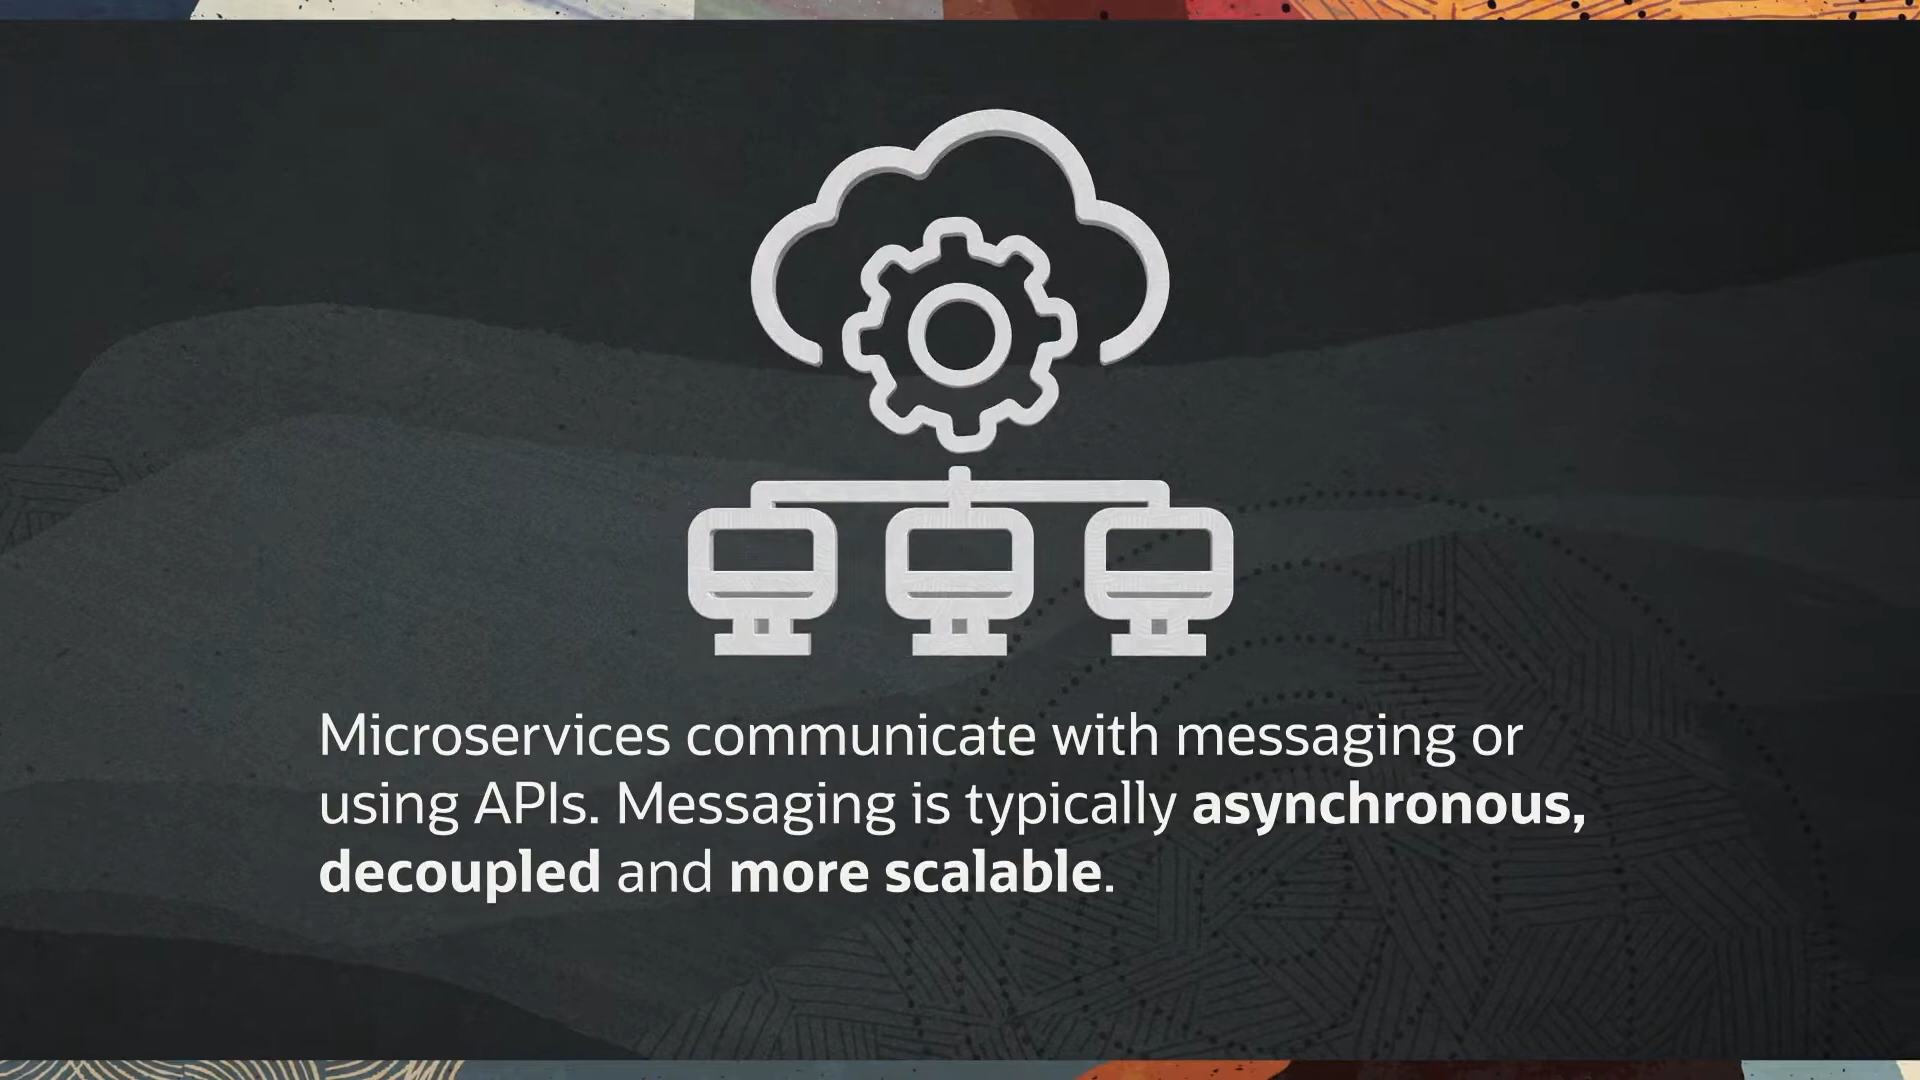 Microservices communicate with messaging or
using APIs. Messaging is typically asynchronous,
decoupled and more scalable.